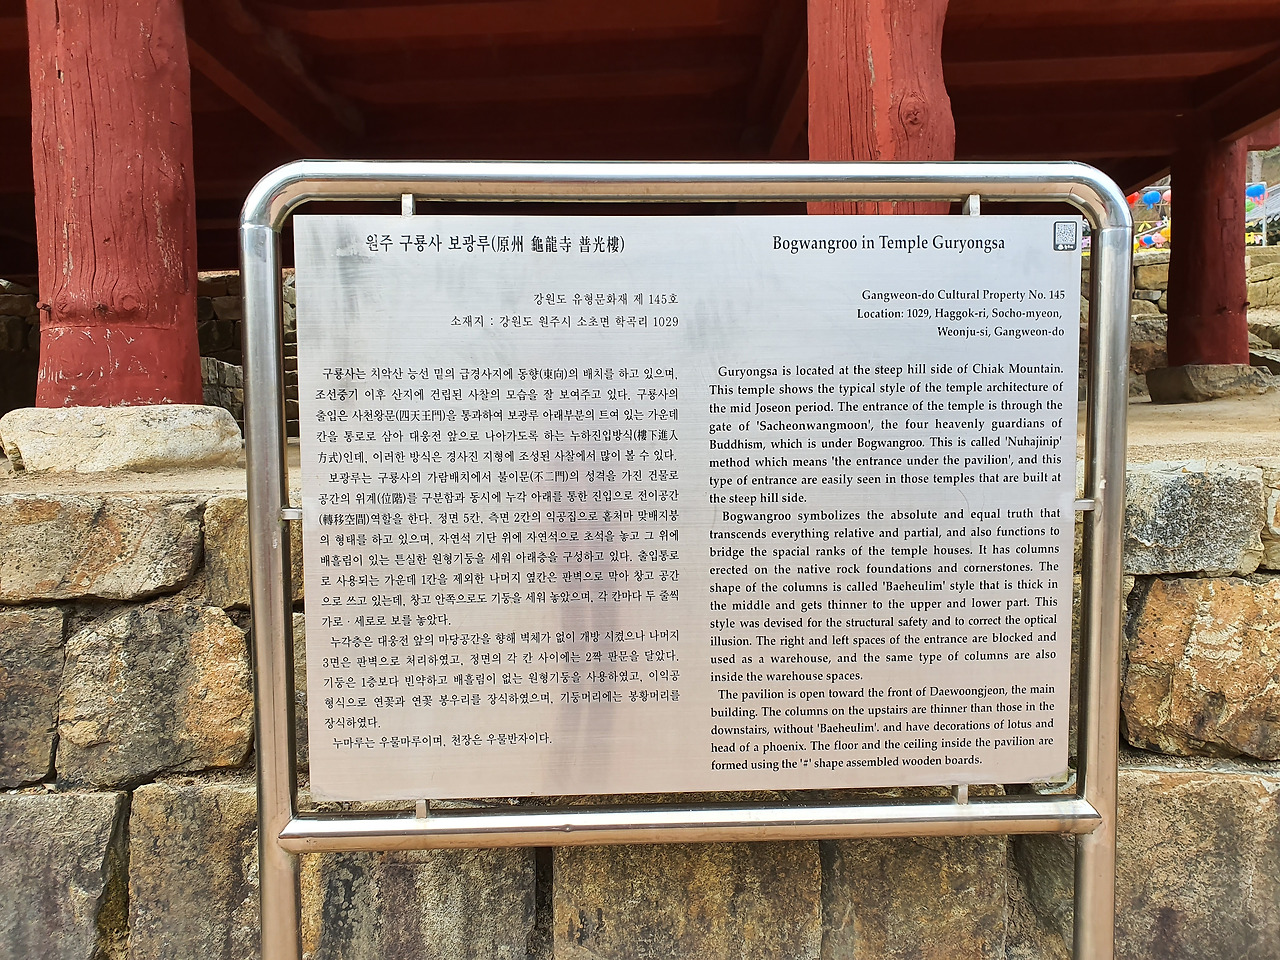 원주 구룡사 보광루(原州 龜龍寺 普光樓)
강원도 유형문화재 제 145호
소재지 : 강원도 원주시 소초면 학곡리 1029
구룡사는 치악산 능선 밑의 급경사지에 동향(東向)의 배치를 하고 있으며,
조선중기 이후 산지에 건립된 사찰의 모습을 잘 보여주고 있다. 구룡사의
출입은 사천왕문(四天王門)을 통과하여 보광루 아래부분의 트여 있는 가운데
칸을 통로로 삼아 대웅전 앞으로 나아가도록 하는 누하진입방식(樓下進入
方式)인데, 이러한 방식은 경사진 지형에 조성된 사찰에서 많이 볼 수 있다.
보광루는 구룡사의 가람배치에서 불이문(不二門)의 성격을 가진 건물로
공간의 위계(位階)를 구분함과 동시에 누각 아래를 통한 진입으로 전이공간
(轉移空間)역할을 한다. 정면 5칸, 측면 2칸의 익공집으로 홑처마 맞배지붕
의 형태를 하고 있으며, 자연석 기단 위에 자연석으로 초석을 놓고 그 위에
배흘림이 있는 튼실한 원형기둥을 세워 아래층을 구성하고 있다. 출입통로
로 사용되는 가운데 1칸을 제외한 나머지 옆칸은 판벽으로 막아 창고 공간
으로 쓰고 있는데, 창고 안쪽으로도 기둥을 세워 놓았으며, 각 칸마다 두 줄씩
가로 · 세로로 보를 놓았다.
누각층은 대웅전 앞의 마당공간을 향해 벽체가 없이 개방 시켰으나 나머지
3면은 판벽으로 처리하였고, 정면의 각 칸 사이에는 2짝 판문을 달았다.
기둥은 1층보다 빈약하고 배흘림이 없는 원형기둥을 사용하였고, 이익공
형식으로 연꽃과 연꽃 봉우리를 장식하였으며, 기둥머리에는 봉황머리를
장식하였다.
누마루는 우물마루이며, 천장은 우물반자이다.
Bogwangroo in Temple Guryongsa
Gangweon-do Cultural Property No. 145
Location: 1029, Haggok-ri, Socho-myeon,
Weonju-si, Gangweon-do
Guryongsa is located at the steep hill side of Chiak Mountain.
This temple shows the typical style of the temple architecture of
the mid Joseon period. The entrance of the temple is through the
gate of 'Sacheonwangmoon', the four heavenly guardians of
Buddhism, which is under Bogwangroo. This is called 'Nuhajinip'
method which means 'the entrance under the pavilion', and this
type of entrance are easily seen in those temples that are built at
the steep hill side.
Bogwangroo symbolizes the absolute and equal truth that
transcends everything relative and partial, and also functions to
bridge the spacial ranks of the temple houses. It has columns
erected on the native rock foundations and cornerstones. The
shape of the columns is called 'Baeheulim' style that is thick in
the middle and gets thinner to the upper and lower part. This
style was devised for the structural safety and to correct the optical
illusion. The right and left spaces of the entrance are blocked and
used as a warehouse, and the same type of columns are also
inside the warehouse spaces.
The pavilion is open toward the front of Daewoongjeon, the main
building. The columns on the upstairs are thinner than those in the
downstairs, without 'Baeheulim', and have decorations of lotus and
head of a phoenix. The floor and the ceiling inside the pavilion are
formed using the '#' shape assembled wooden boards.